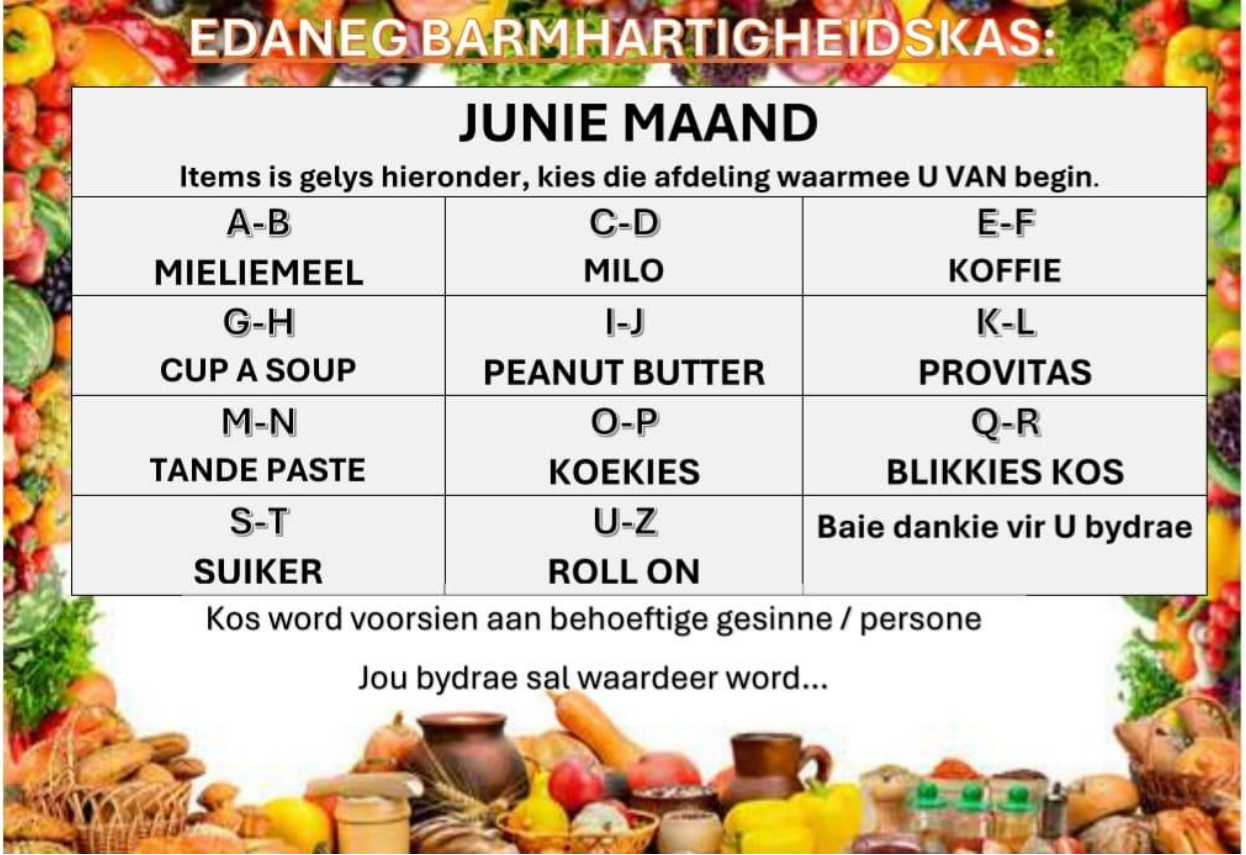 EDANEG BARMHARTIGHEIDSKAS:
JUNIE MAAND
Items is gelys hieronder, kies die afdeling waarmee U VAN begin.
A-B
MIELIEMEEL
C-D
MILO
E-F
KOFFIE
G-H
CUP A SOUP
I-J
PEANUT BUTTER
K-L
PROVITAS
M-N
TANDE PASTE
O-P
KOEKIES
Q-R
BLIKKIES KOS
S-T
SUIKER
U-Z
ROLL ON
Baie dankie vir U bydrae
Kos word voorsien aan behoeftige gesinne / persone
Jou bydrae sal waardeer word...